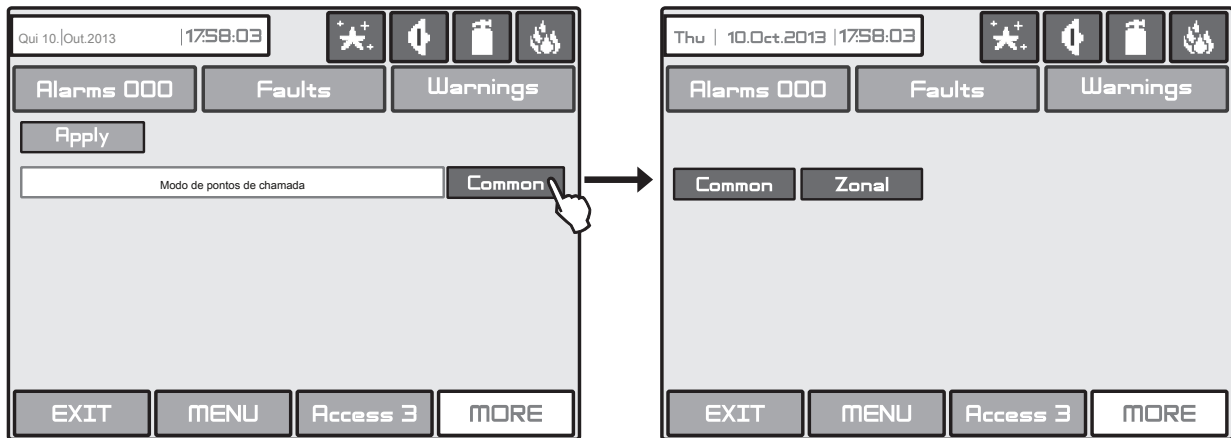 Qui 10. Out.2013 17:58:03
Alarms 000 Faults Warnings
Apply
Modo de pontos de chamada Common
EXIT MENU Access 3 MORE
Thu 10.Oct.2013 17:58:03
Alarms 000 Faults Warnings
Common Zonal
EXIT MENU Access 3 MORE